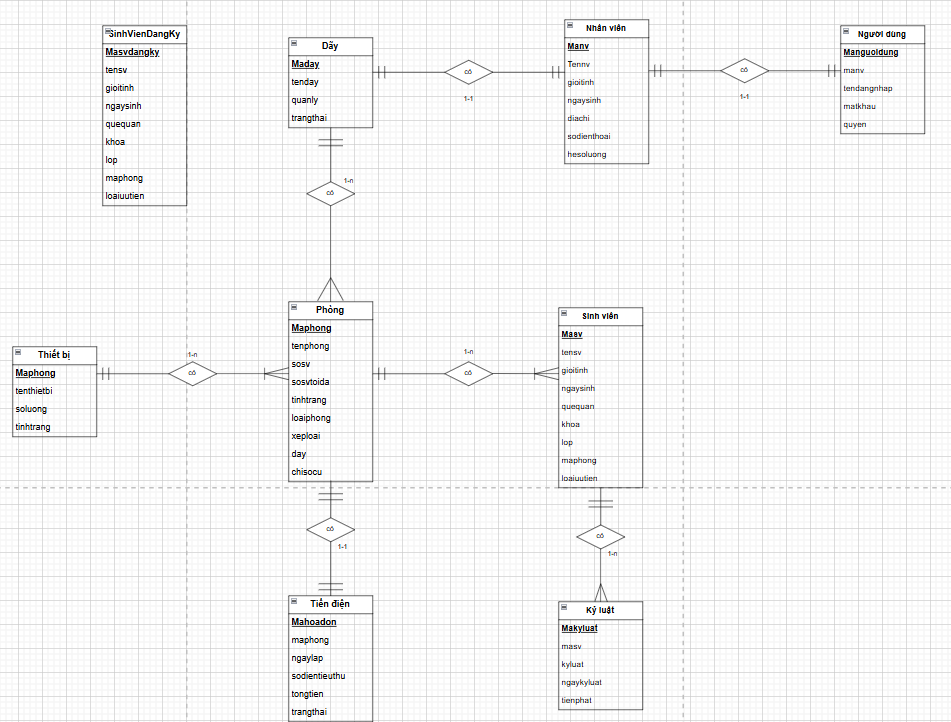 SinhVienDangKy
Masvdangky
tensv
gioitinh
ngaysinh
quequan
khoa
lop
maphong
loaiuutien
Dãy
Maday
tenday
quanly
trangthai
có
1-1
Nhân viên
Manv
Tennv
gioitinh
ngaysinh
diachi
sodienthoai
hesoluong
có
1-1
Người dùng
Manguoidung
manv
tendangnhap
matkhau
quyen
1-n
có
Thiết bị
Maphong
tenthietbi
soluong
tinhtrang
1-n
có
Phòng
Maphong
tenphong
sosv
sosvtoida
tinhtrang
loaiphong
xeploai
day
chisocu
1-n
có
Sinh viên
Masv
tensv
gioitinh
ngaysinh
quequan
khoa
lop
maphong
loaiuutien
có
1-1
có
1-n
Tiền điện
Mahoadon
maphong
ngaylap
sodientieuthu
tongtien
trangthai
Kỷ luật
Makyluat
masv
kyluat
ngaykyluat
tienphat